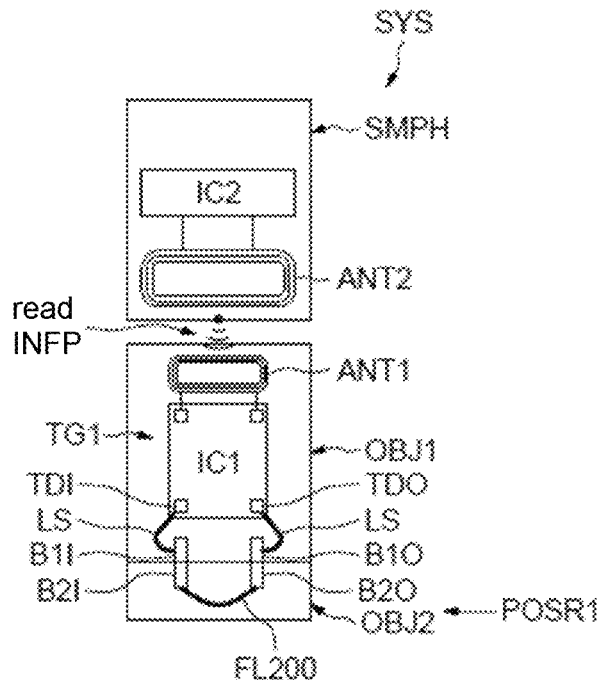 SYS
SMPH
IC2
ANT2
read
INFP
ANT1
TG1
IC1
OBJ1
TDI
TDO
LS
LS
B1I
B1O
B2I
B2O
OBJ2
POSR1
FL200